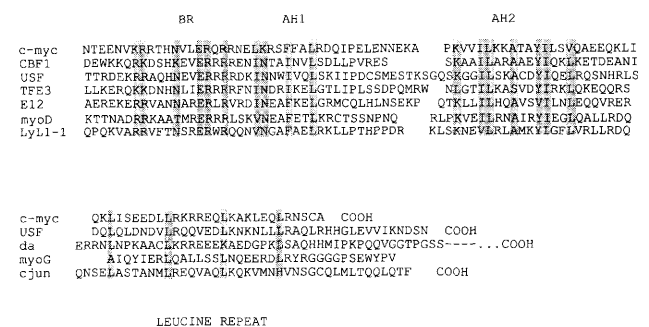 BR AH1 AH2
c-myc NTEENVKRRTHNVLERQRRNELKRSFFALRDQIPELENNEKA PKVVILKKATAYILSVQAEEQKLI
CBF1 DEWKKQRKDSHKEVERRRRENINTAINVLSDLLPVRES SKAAILARAAEYIQKLKETDEANI
USF TTRDEKRRAQHNEVERRRRDKINNWIVQLSKIIPDCSMESTKSGQSKGGILSKACDYIQELRQSNHRLS
TFE3 LLKERQKKDNHNLIERRRRFNINDRIKELGTLIPLSSDPQMRW NLGTILKASVDYIRKLQKEQQRS
E12 AEREKERRVANNARERLRVRDINEAFKELGRMCQLHLNSEKP QTKLLILHQAVSVILNLEQQVRER
myoD KTTNADRRKAATMRERRRLSKVNEAFETLKRCTSSNPNQ RLPKVEILRNAIRYIEGLQALLRDQ
LyL1-1 QPQKVARRVFTNSRERWRQQNVNGAFAELRKLLPTHPPDR KLSKNEVLRLAMKYIGFLVRLLRDQ
c-myc QKLISEEDLLRKRREQLKAKLEQLRNSCA COOH
USF DQLQLDNDVLRQQVEDLKNKNLLLRAQLRHHGLEVVIKNDSN COOH
da ERRNLNPKAACLKRREEEKAEDGPKLSAQHHMIPKPQQVGGTPGSS----...COOH
myoG AIQYIERLQALLSSLNQEERDLRYRGGGGPSEWYPV
cjun QNSELASTANMLREQVAQLKQKVMNHVNSGCQLMLTQQLQTF COOH
LEUCINE REPEAT